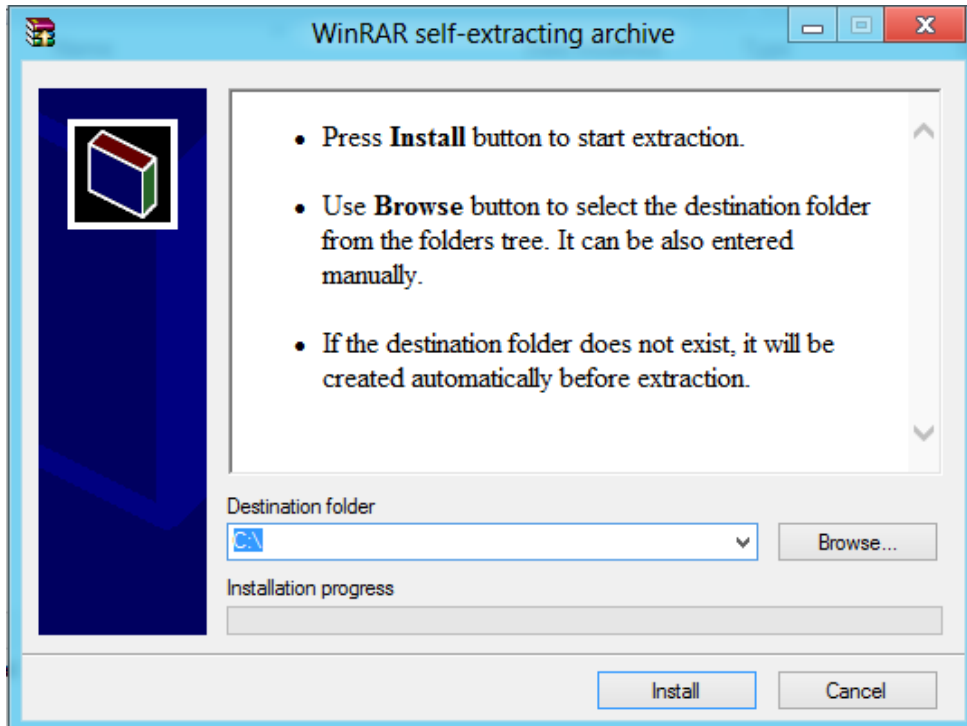 WinRAR self-extracting archive
• Press Install button to start extraction.
• Use Browse button to select the destination folder
from the folders tree. It can be also entered
manually.
• If the destination folder does not exist, it will be
created automatically before extraction.
Destination folder
C:\
Browse...
Installation progress
Install
Cancel